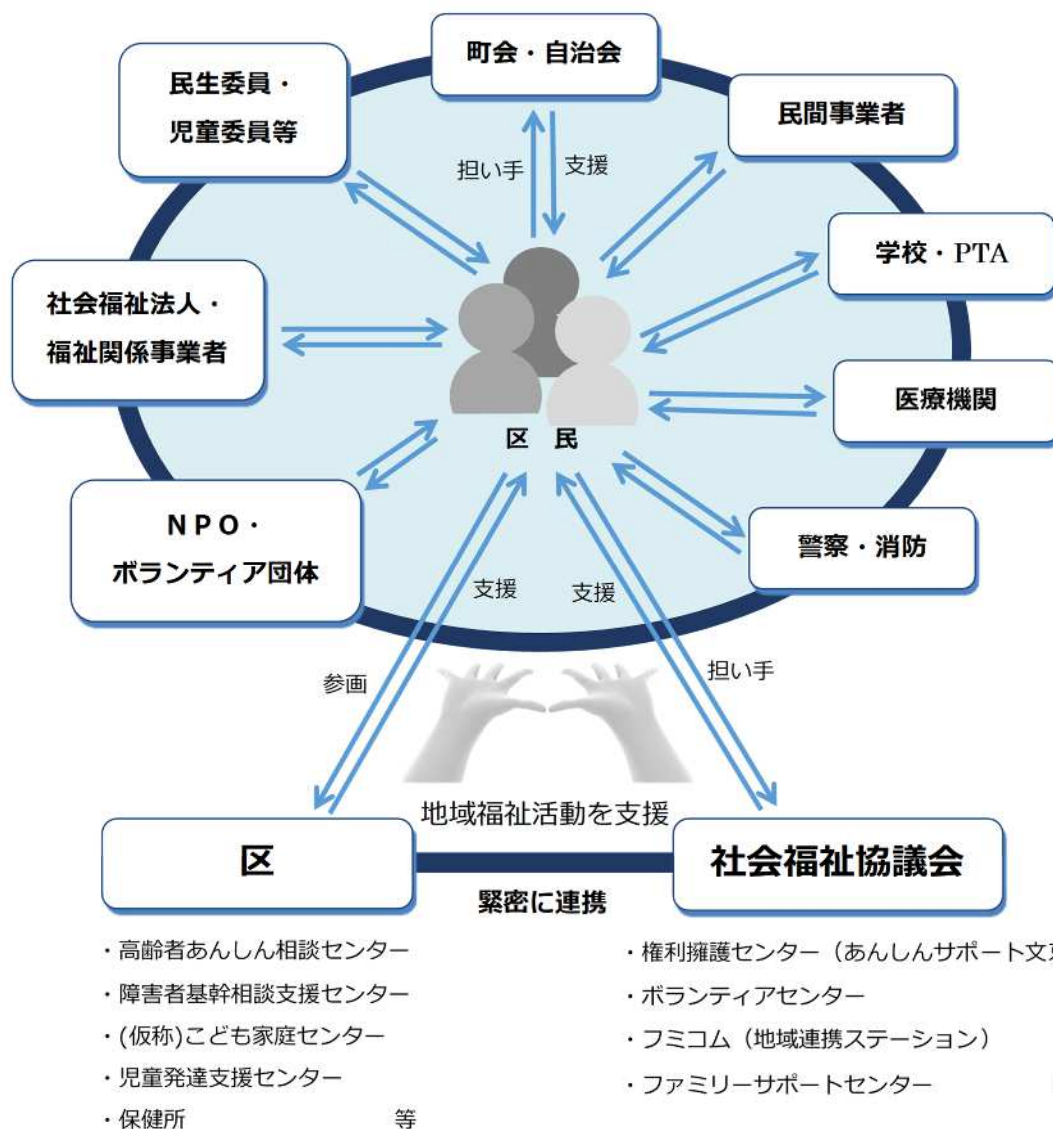 町会・自治会
民生委員・
児童委員等
民間事業者
担い手
支援
学校・PTA
社会福祉法人・
福祉関係事業者
医療機関
区 民
NPO・
ボランティア団体
警察・消防
支援
支援
参画
担い手
地域福祉活動を支援
区
社会福祉協議会
緊密に連携
・高齢者あんしん相談センター
・障害者基幹相談支援センター
・(仮称)こども家庭センター
・児童発達支援センター
・保健所 等
・権利擁護センター（あんしんサポート文
・ボランティアセンター
・フミコム（地域連携ステーション）
・ファミリーサポートセンター